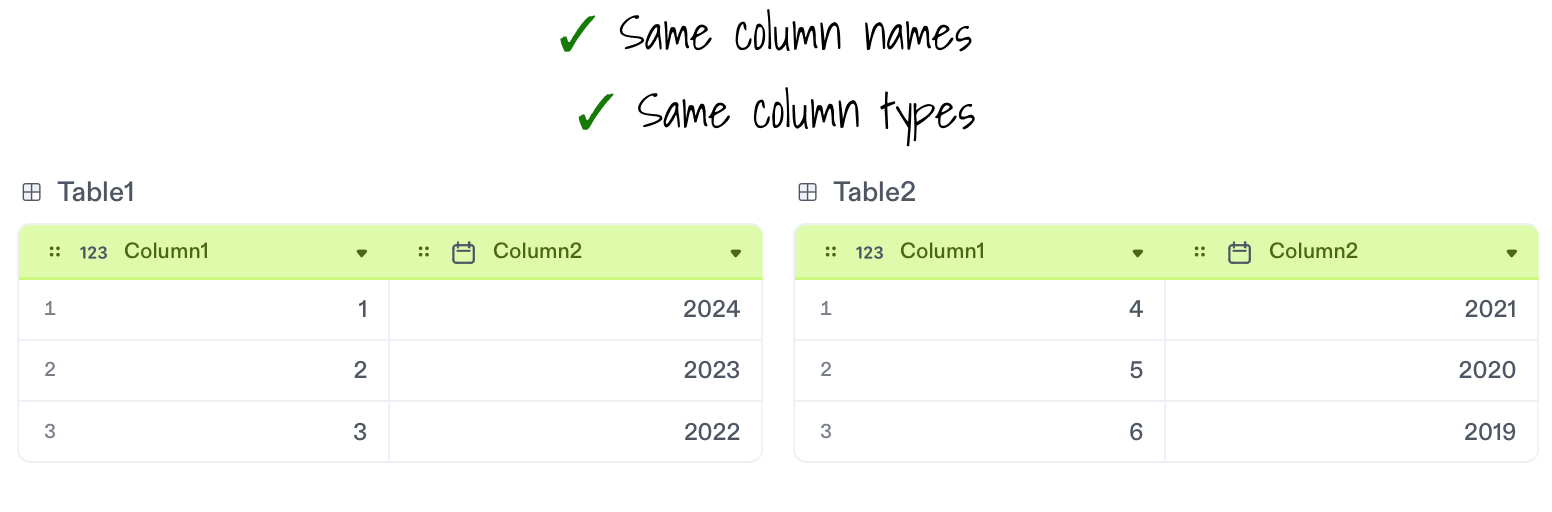 ✓ Same column names
✓ Same column types
Table1 Table2
123 Column1 Column2 123 Column1 Column2
1 1 2024 1 4 2021
2 2 2023 2 5 2020
3 3 2022 3 6 2019